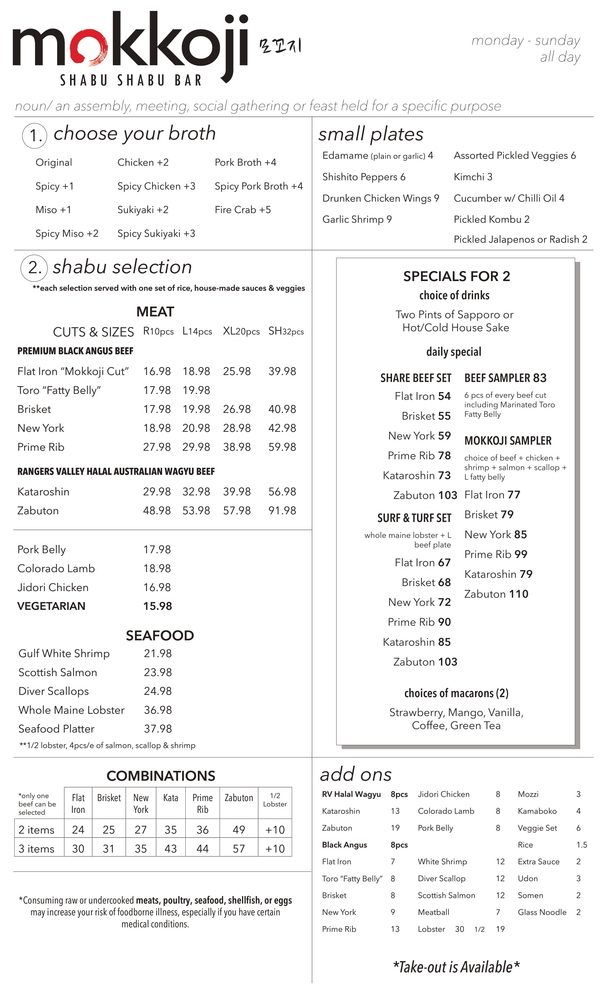 mokkoji 모꼬지
SHABU SHABU BAR
monday - sunday
all day
noun/ an assembly, meeting, social gathering or feast held for a specific purpose
1. choose your broth
Original Chicken +2 Pork Broth +4
Spicy +1 Spicy Chicken +3 Spicy Pork Broth +4
Miso +1 Sukiyaki +2 Fire Crab +5
Spicy Miso +2 Spicy Sukiyaki +3
small plates
Edamame (plain or garlic) 4 Assorted Pickled Veggies 6
Shishito Peppers 6 Kimchi 3
Drunken Chicken Wings 9 Cucumber w/ Chilli Oil 4
Garlic Shrimp 9 Pickled Kombu 2
Pickled Jalapenos or Radish 2
2. shabu selection
**each selection served with one set of rice, house-made sauces & veggies
MEAT
CUTS & SIZES R10pcs L14pcs XL20pcs SH32pcs
PREMIUM BLACK ANGUS BEEF
Flat Iron “Mokkoji Cut” 16.98 18.98 25.98 39.98
Toro “Fatty Belly” 17.98 19.98
Brisket 17.98 19.98 26.98 40.98
New York 18.98 20.98 28.98 42.98
Prime Rib 27.98 29.98 38.98 59.98
RANGERS VALLEY HALAL AUSTRALIAN WAGYU BEEF
Kataroshin 29.98 32.98 39.98 56.98
Zabuton 48.98 53.98 57.98 91.98
Pork Belly 17.98
Colorado Lamb 18.98
Jidori Chicken 16.98
VEGETARIAN 15.98
SEAFOOD
Gulf White Shrimp 21.98
Scottish Salmon 23.98
Diver Scallops 24.98
Whole Maine Lobster 36.98
Seafood Platter 37.98
**1/2 lobster, 4pcs/e of salmon, scallop & shrimp
SPECIALS FOR 2
choice of drinks
Two Pints of Sapporo or
Hot/Cold House Sake
daily special
SHARE BEEF SET
Flat Iron 54
Brisket 55
New York 59
Prime Rib 78
Kataroshin 73
Zabuton 103
SURF & TURF SET
whole maine lobster + L
beef plate
Flat Iron 67
Brisket 68
New York 72
Prime Rib 90
Kataroshin 85
Zabuton 103
BEEF SAMPLER 83
6 pcs of every beef cut
including Marinated Toro
Fatty Belly
MOKKOJI SAMPLER
choice of beef + chicken +
shrimp + salmon + scallop +
L fatty belly
Flat Iron 77
Brisket 79
New York 85
Prime Rib 99
Kataroshin 79
Zabuton 110
choices of macarons (2)
Strawberry, Mango, Vanilla,
Coffee, Green Tea
COMBINATIONS
*only one
beef can be
selected
Flat Iron Brisket New York Kata Prime Rib Zabuton 1/2 Lobster
2 items 24 25 27 35 36 49 +10
3 items 30 31 35 43 44 57 +10
*Consuming raw or undercooked meats, poultry, seafood, shellfish, or eggs
may increase your risk of foodborne illness, especially if you have certain
medical conditions.
add ons
RV Halal Wagyu 8pcs Jidori Chicken 8 Mozzi 3
Kataroshin 13 Colorado Lamb 8 Kamaboko 4
Zabuton 19 Pork Belly 8 Veggie Set 6
Black Angus 8pcs Rice 1.5
Flat Iron 7 White Shrimp 12 Extra Sauce 2
Toro “Fatty Belly” 8 Diver Scallop 12 Udon 3
Brisket 8 Scottish Salmon 12 Somen 2
New York 9 Meatball 7 Glass Noodle 2
Prime Rib 13 Lobster 30 1/2 19
*Take-out is Available*